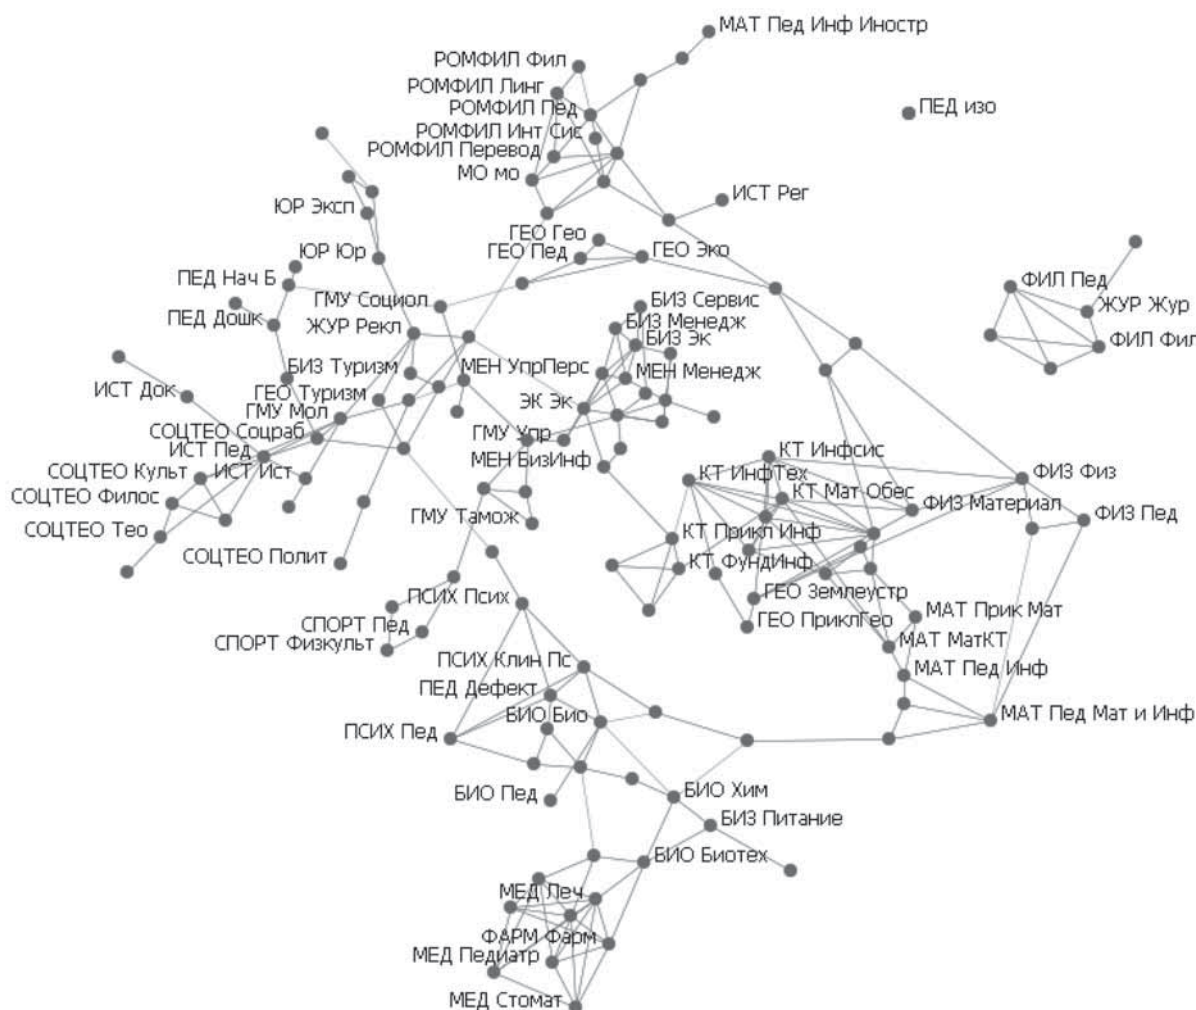 МАТ Пед Инф Иностр
РОМФИЛ Фил
РОМФИЛ Линг
РОМФИЛ Пед
ПЕД изо
РОМФИЛ Инт Сис
РОМФИЛ Перевод
МО мо
ИСТ Рег
ЮР Эксп
ГЕО Гео
ГЕО Пед
ГЕО Эко
ЮР Юр
ПЕД Нач Б
ФИЛ Пед
ГМУ Социол
БИЗ Сервис
ЖУР Жур
ПЕД Дошк
ЖУР Рекл
БИЗ Менедж
БИЗ Эк
ФИЛ Фил
БИЗ Туризм
МЕН УпрПерс
МЕН Менедж
ИСТ Док
ГЕО Туризм
ЭК Эк
ГМУ Мол
СОЦТЕО Соцраб
ГМУ Упр
ИСТ Пед
МЕН БизИнф
КТ Инфсис
СОЦТЕО Культ
ИСТ Ист
КТ ИнфТех
ФИЗ Физ
СОЦТЕО Филос
КТ Мат Обес
ФИЗ Материал
ГМУ Тамож
ФИЗ Пед
СОЦТЕО Тео
КТ Прикл Инф
СОЦТЕО Полит
КТ ФундИнф
ПСИХ Псих
ГЕО Землеустр
МАТ Прик Мат
СПОРТ Пед
ГЕО ПриклГео
СПОРТ Физкульт
МАТ МатКТ
ПСИХ Клин Пс
МАТ Пед Инф
ПЕД Дефект
БИО Био
МАТ Пед Мат и Инф
ПСИХ Пед
БИО Пед
БИО Хим
БИЗ Питание
БИО Биотех
МЕД Леч
ФАРМ Фарм
МЕД Педиатр
МЕД Стомат